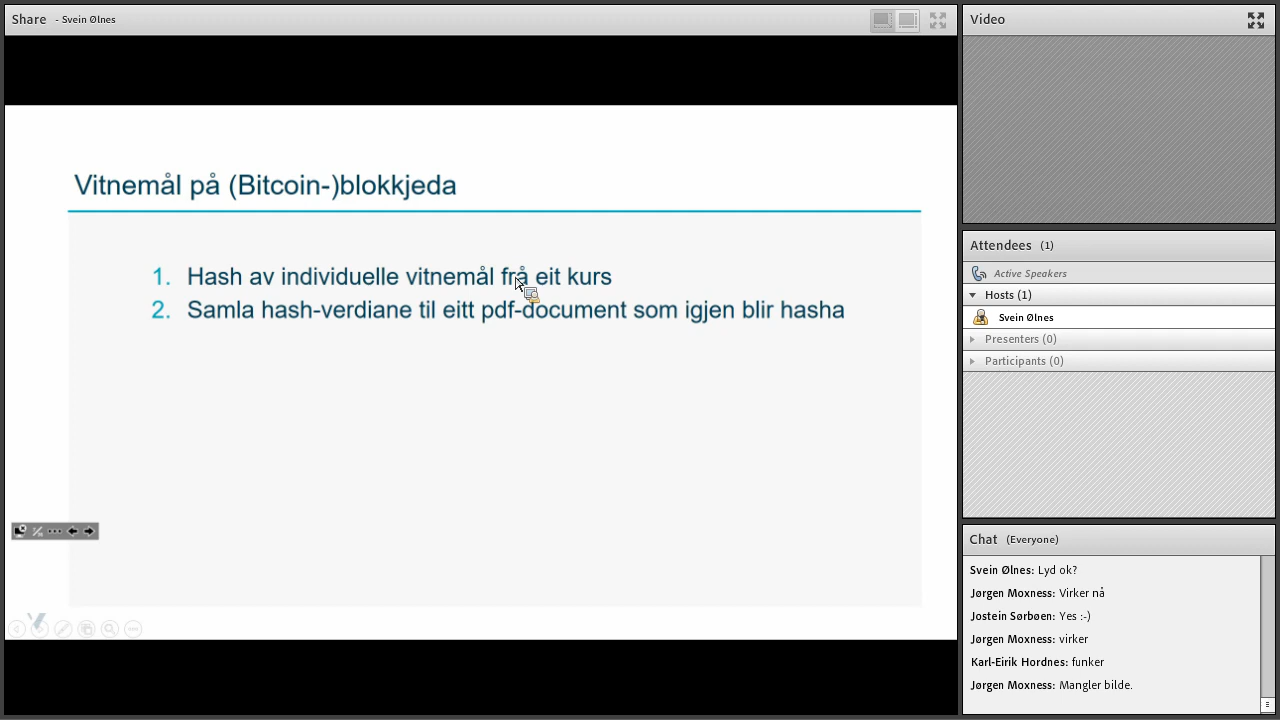 Share - Svein Ølnes
Vitnemål på (Bitcoin-)blokkjeda
1. Hash av individuelle vitnemål frå eit kurs
2. Samla hash-verdiane til eitt pdf-document som igjen blir hasha
Video
Attendees (1)
Active Speakers
Hosts (1)
Svein Ølnes
Presenters (0)
Participants (0)
Chat (Everyone)
Svein Ølnes: Lyd ok?
Jørgen Moxness: Virker nå
Jostein Sørbøen: Yes :-)
Jørgen Moxness: virker
Karl-Eirik Hordnes: funker
Jørgen Moxness: Mangler bilde.